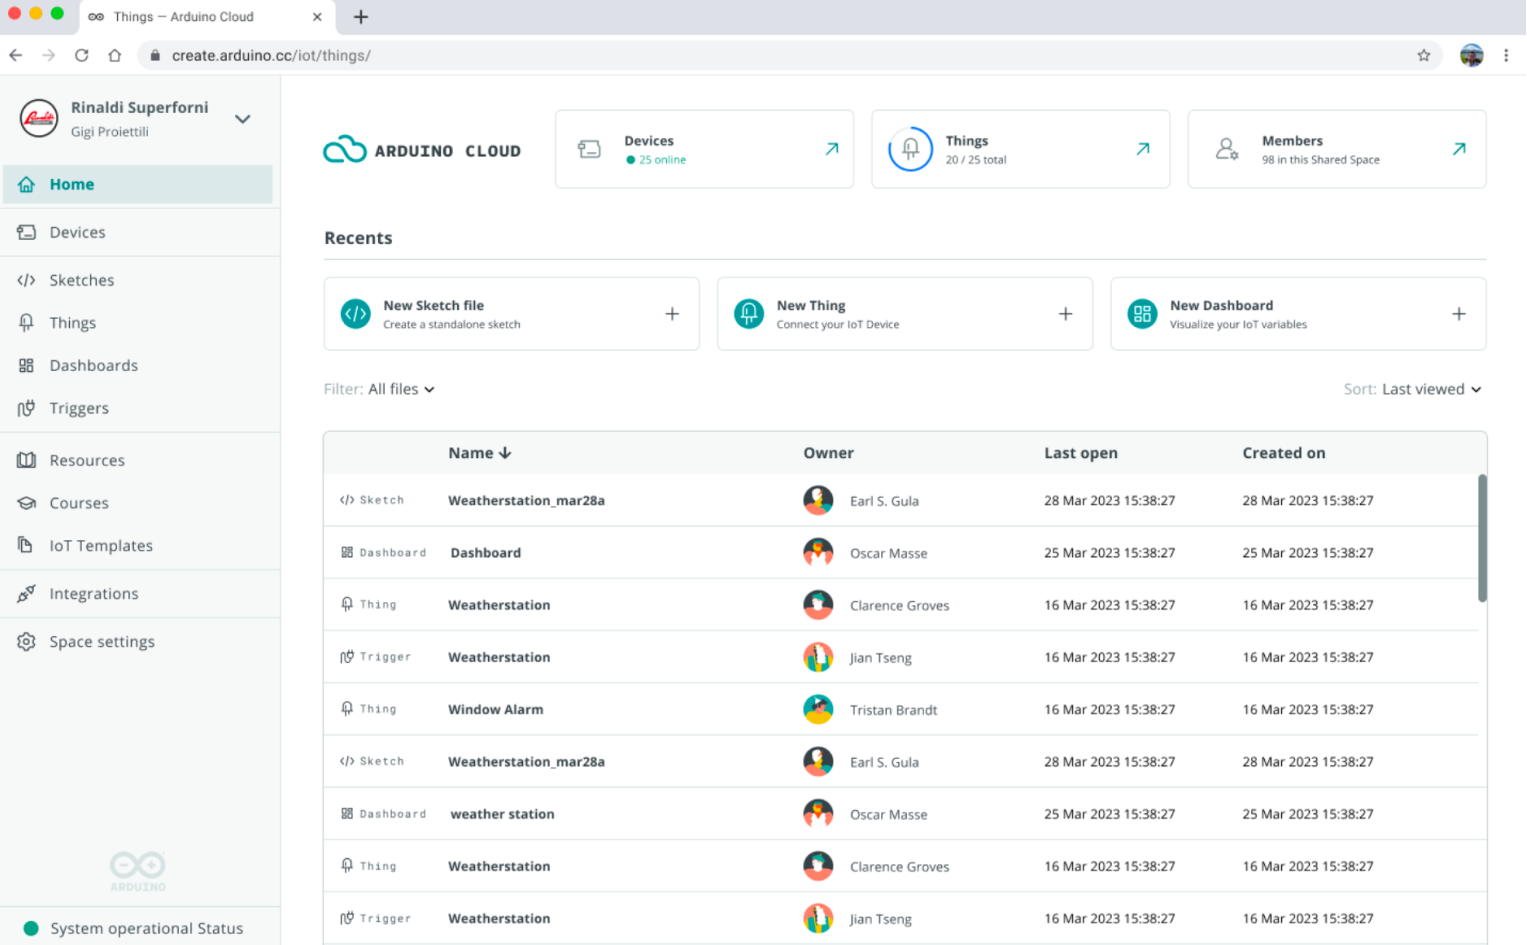 Things — Arduino Cloud
create.arduino.cc/iot/things/
Rinaldi Superforni
Gigi Proiettili
Home
Devices
Sketches
Things
Dashboards
Triggers
Resources
Courses
IoT Templates
Integrations
Space settings
ARDUINO
System operational Status
ARDUINO CLOUD
Devices
25 online
Things
20 / 25 total
Members
98 in this Shared Space
Recents
New Sketch file
Create a standalone sketch
New Thing
Connect your IoT Device
New Dashboard
Visualize your IoT variables
Filter: All files
Sort: Last viewed
Name Owner Last open Created on
Sketch Weatherstation_mar28a Earl S. Gula 28 Mar 2023 15:38:27 28 Mar 2023 15:38:27
Dashboard Dashboard Oscar Masse 25 Mar 2023 15:38:27 25 Mar 2023 15:38:27
Thing Weatherstation Clarence Groves 16 Mar 2023 15:38:27 16 Mar 2023 15:38:27
Trigger Weatherstation Jian Tseng 16 Mar 2023 15:38:27 16 Mar 2023 15:38:27
Thing Window Alarm Tristan Brandt 16 Mar 2023 15:38:27 16 Mar 2023 15:38:27
Sketch Weatherstation_mar28a Earl S. Gula 28 Mar 2023 15:38:27 28 Mar 2023 15:38:27
Dashboard weather station Oscar Masse 25 Mar 2023 15:38:27 25 Mar 2023 15:38:27
Thing Weatherstation Clarence Groves 16 Mar 2023 15:38:27 16 Mar 2023 15:38:27
Trigger Weatherstation Jian Tseng 16 Mar 2023 15:38:27 16 Mar 2023 15:38:27